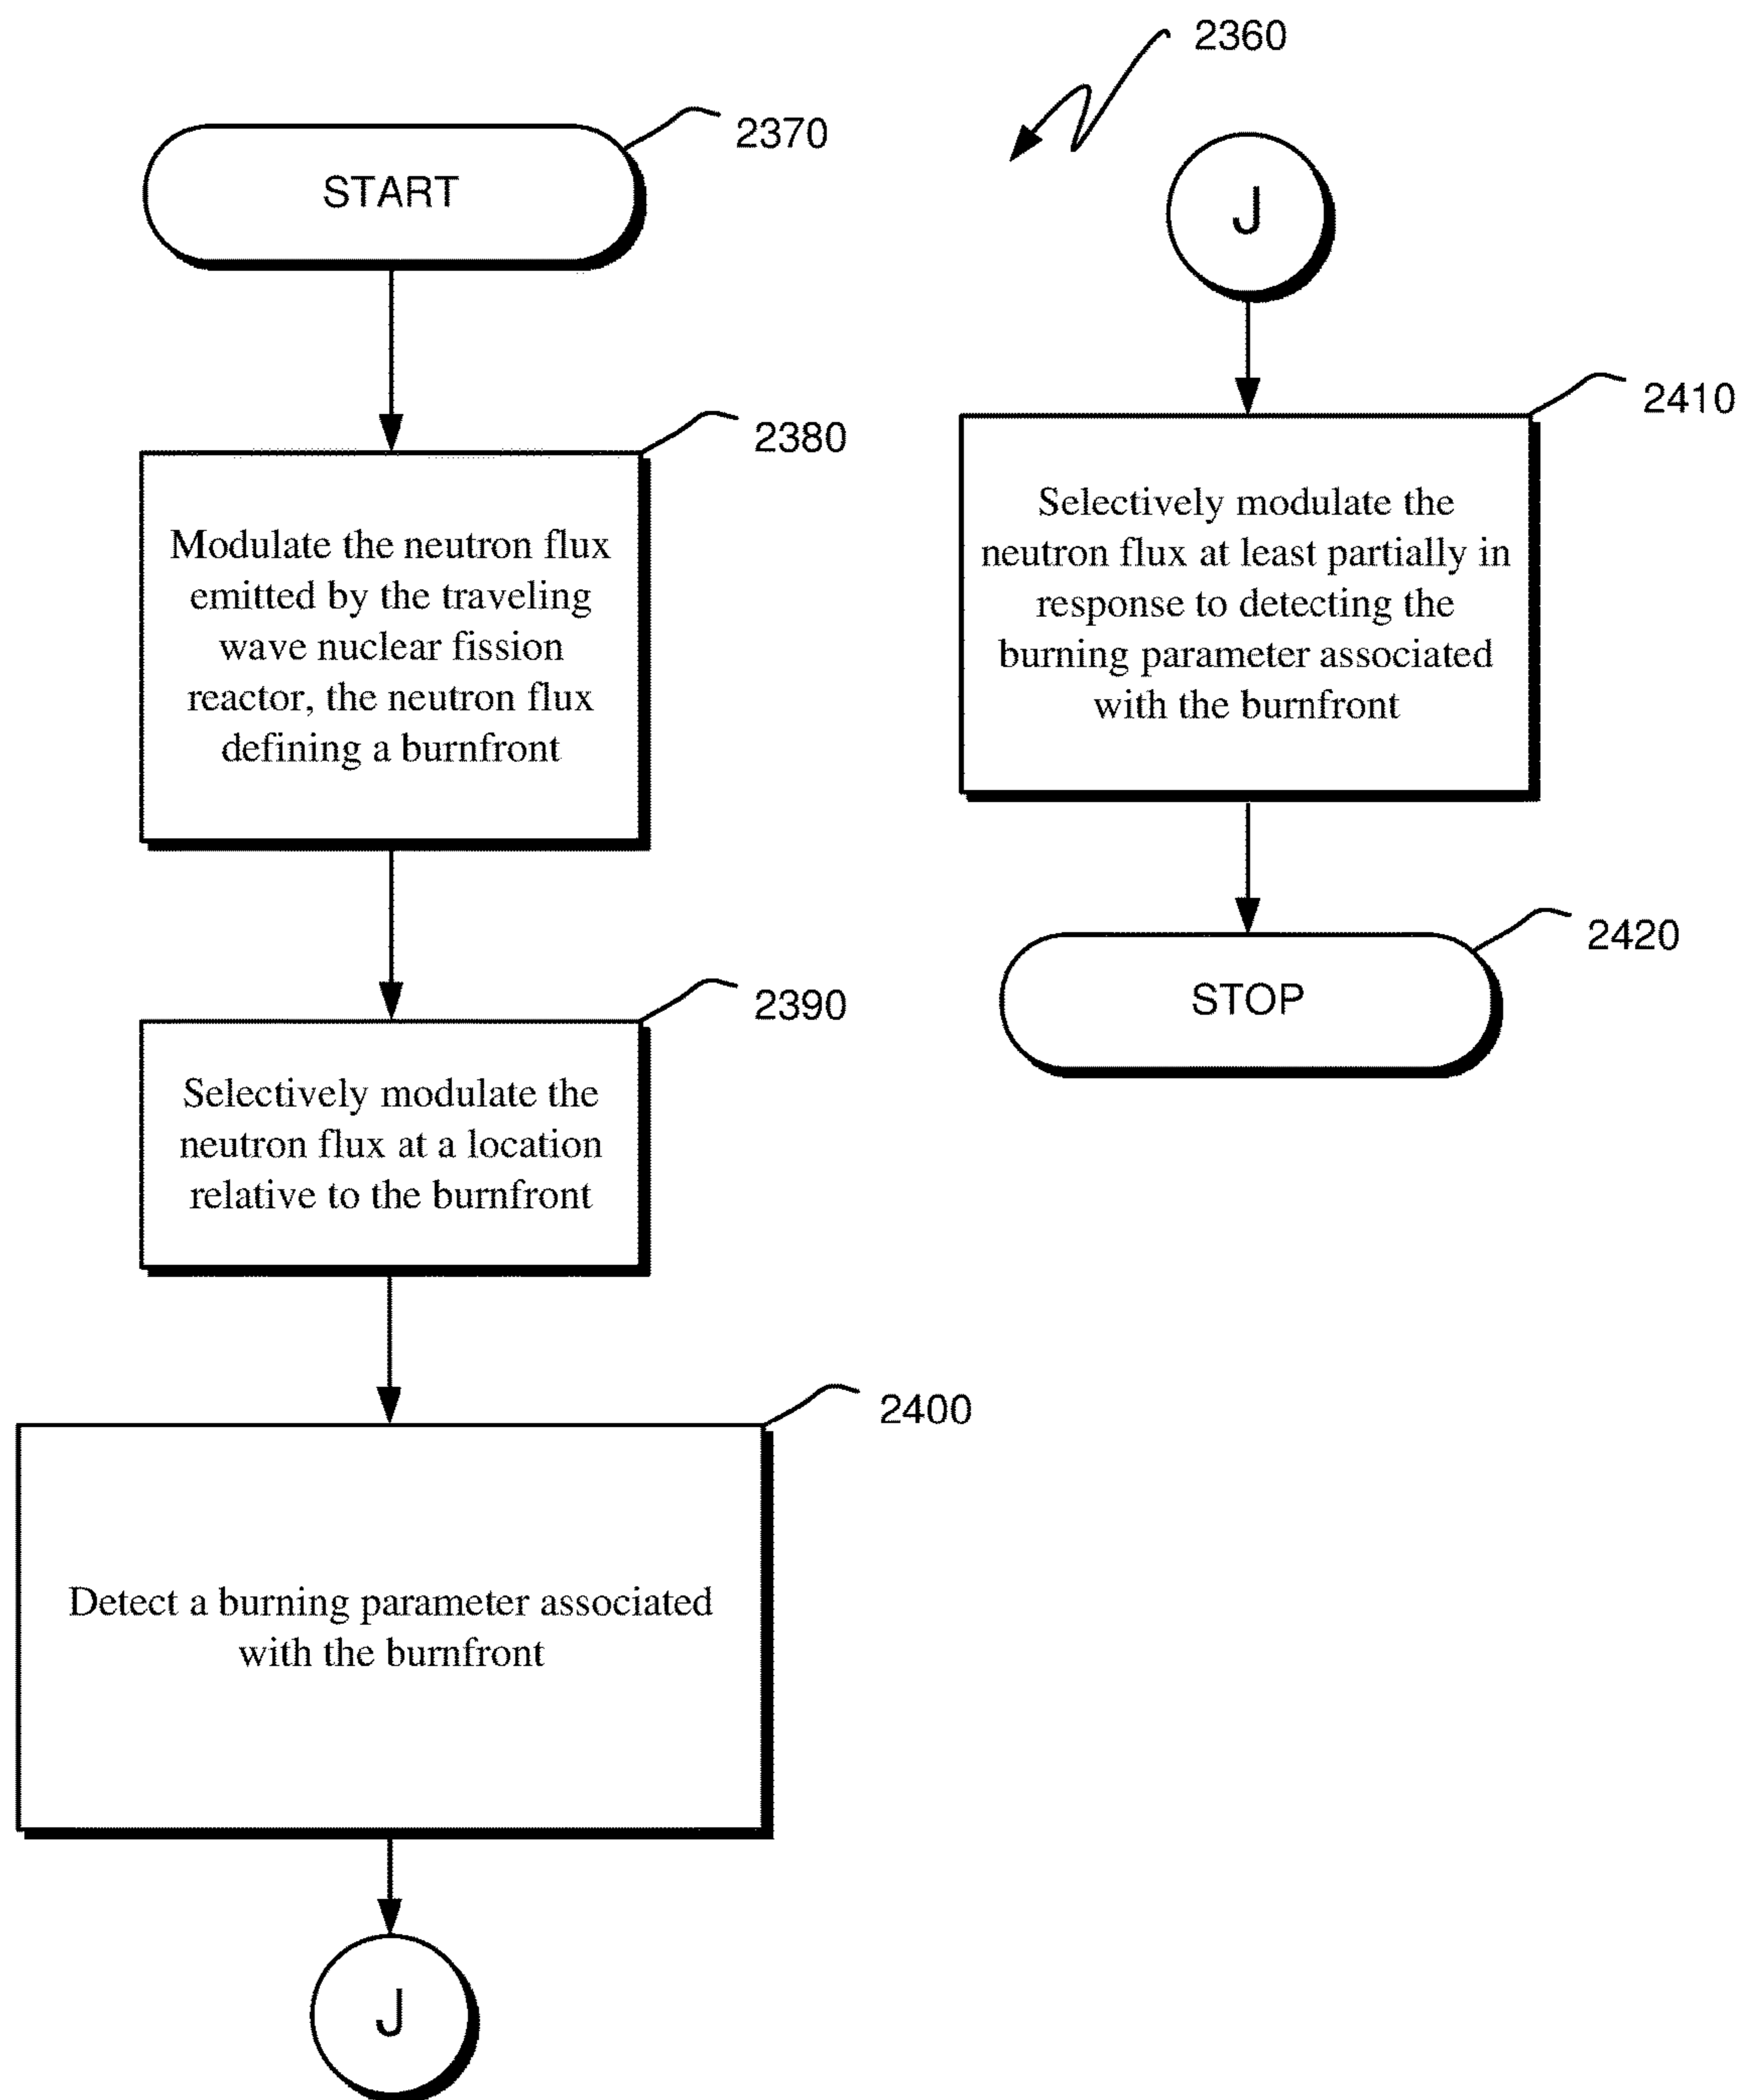 2370
START
2380
Modulate the neutron flux
emitted by the traveling
wave nuclear fission
reactor, the neutron flux
defining a burnfront
2390
Selectively modulate the
neutron flux at a location
relative to the burnfront
2400
Detect a burning parameter associated
with the burnfront
J
2360
J
2410
Selectively modulate the
neutron flux at least partially in
response to detecting the
burning parameter associated
with the burnfront
2420
STOP